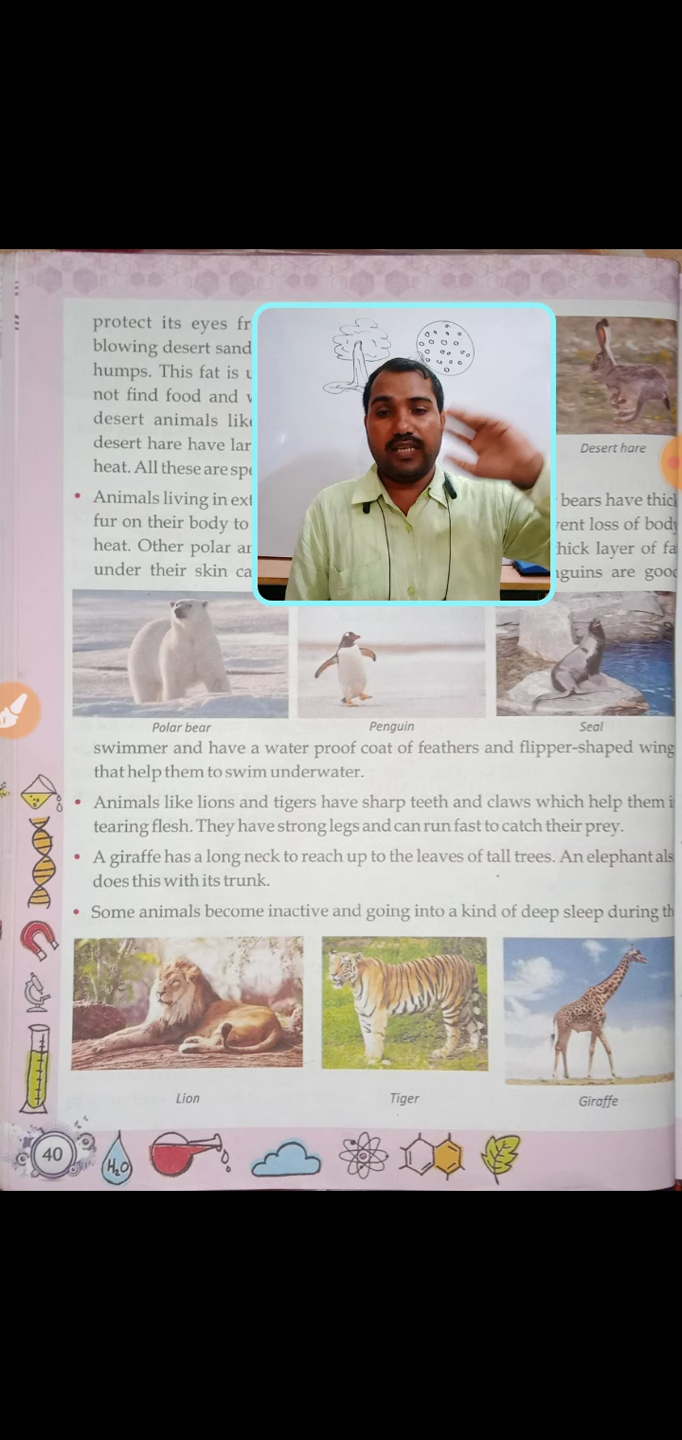 protect its eyes fr
blowing desert sand
humps. This fat is u
not find food and w
desert animals like
desert hare have lar
heat. All these are spe
Desert hare
• Animals living in ext
bears have thick
fur on their body to
vent loss of body
heat. Other polar an
thick layer of fa
under their skin ca
nguins are good
Polar bear
Penguin
Seal
swimmer and have a water proof coat of feathers and flipper-shaped wing
that help them to swim underwater.
• Animals like lions and tigers have sharp teeth and claws which help them i
tearing flesh. They have strong legs and can run fast to catch their prey.
• A giraffe has a long neck to reach up to the leaves of tall trees. An elephant als
does this with its trunk.
• Some animals become inactive and going into a kind of deep sleep during th
Lion
Tiger
Giraffe
40
H₂O